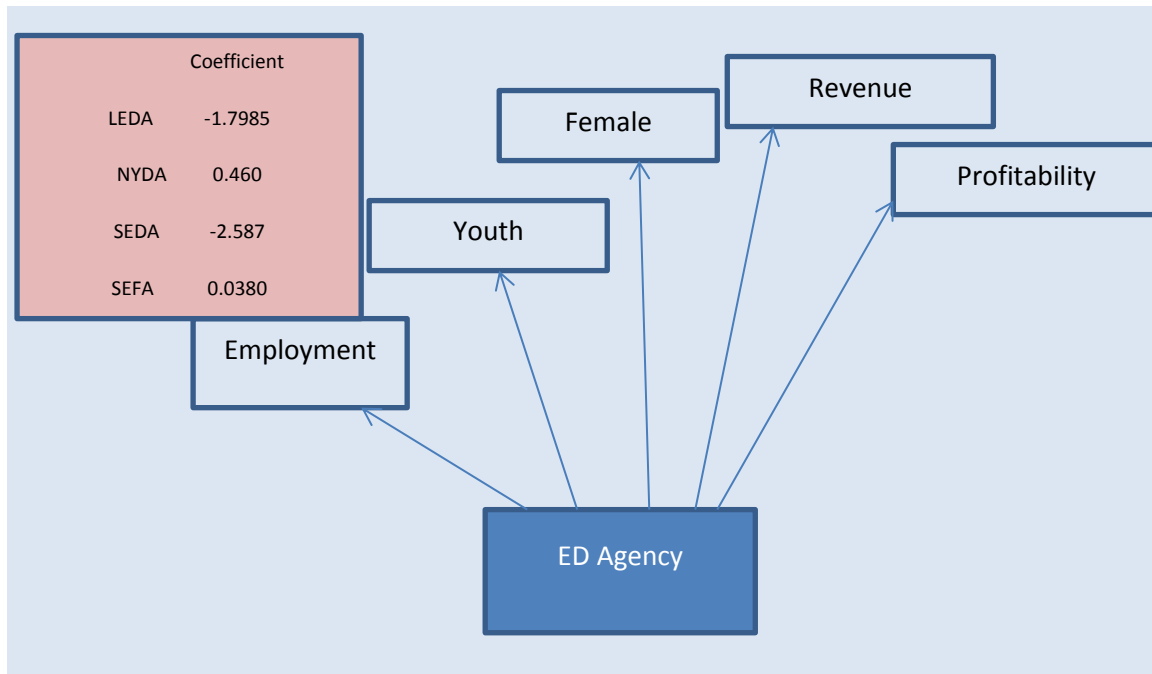 Coefficient
LEDA -1.7985
NYDA 0.460
SEDA -2.587
SEFA 0.0380
Employment
Youth
Female
Revenue
Profitability
ED Agency